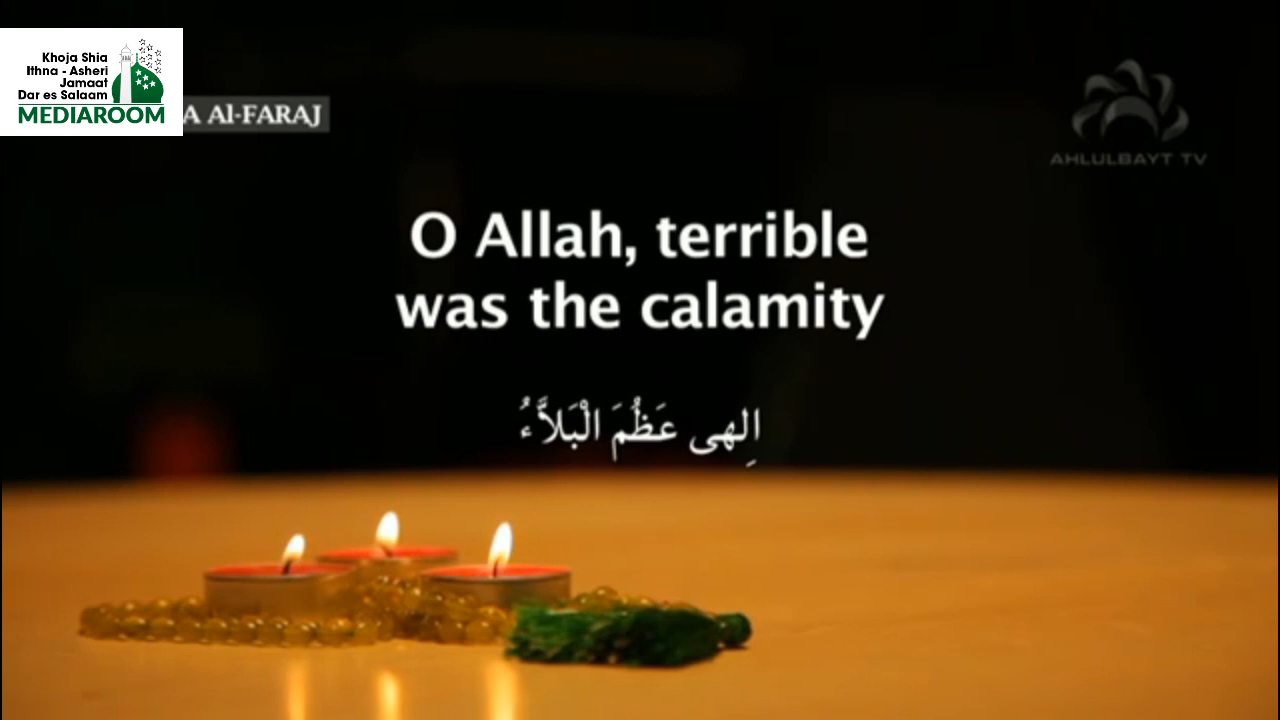 Khoja Shia
Ithna - Asheri
Jamaat
Dar es Salaam
MEDIAROOM
A Al-FARAJ
AHLULBAYT TV
O Allah, terrible
was the calamity
اِلهى عَظُمَ الْبَلاَّءُ